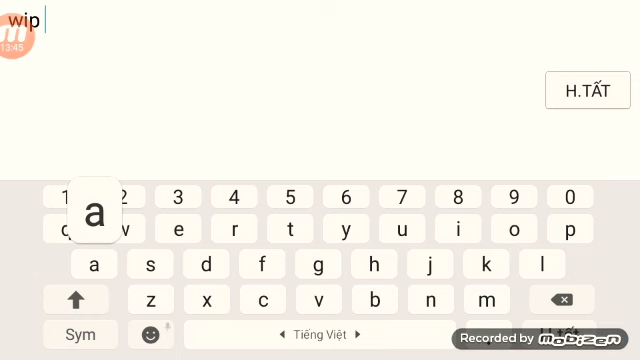 wip
13:45
H.TẤT
1 2 3 4 5 6 7 8 9 0
a
q w e r t y u i o p
a s d f g h j k l
z x c v b n m
Sym
Tiếng Việt
Recorded by MOBIZEN